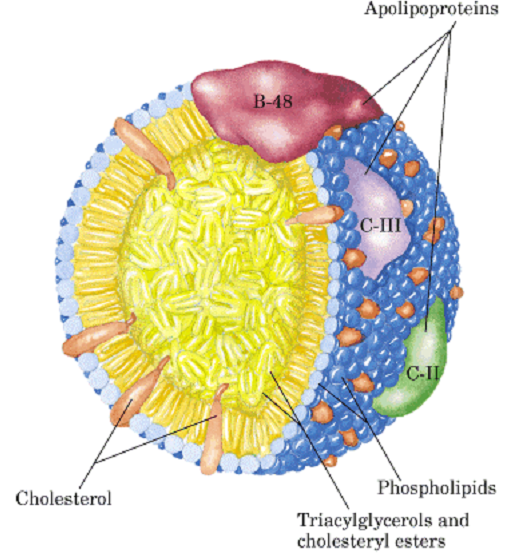 Apolipoproteins
B-48
C-III
C-II
Cholesterol
Phospholipids
Triacylglycerols and
cholesteryl esters